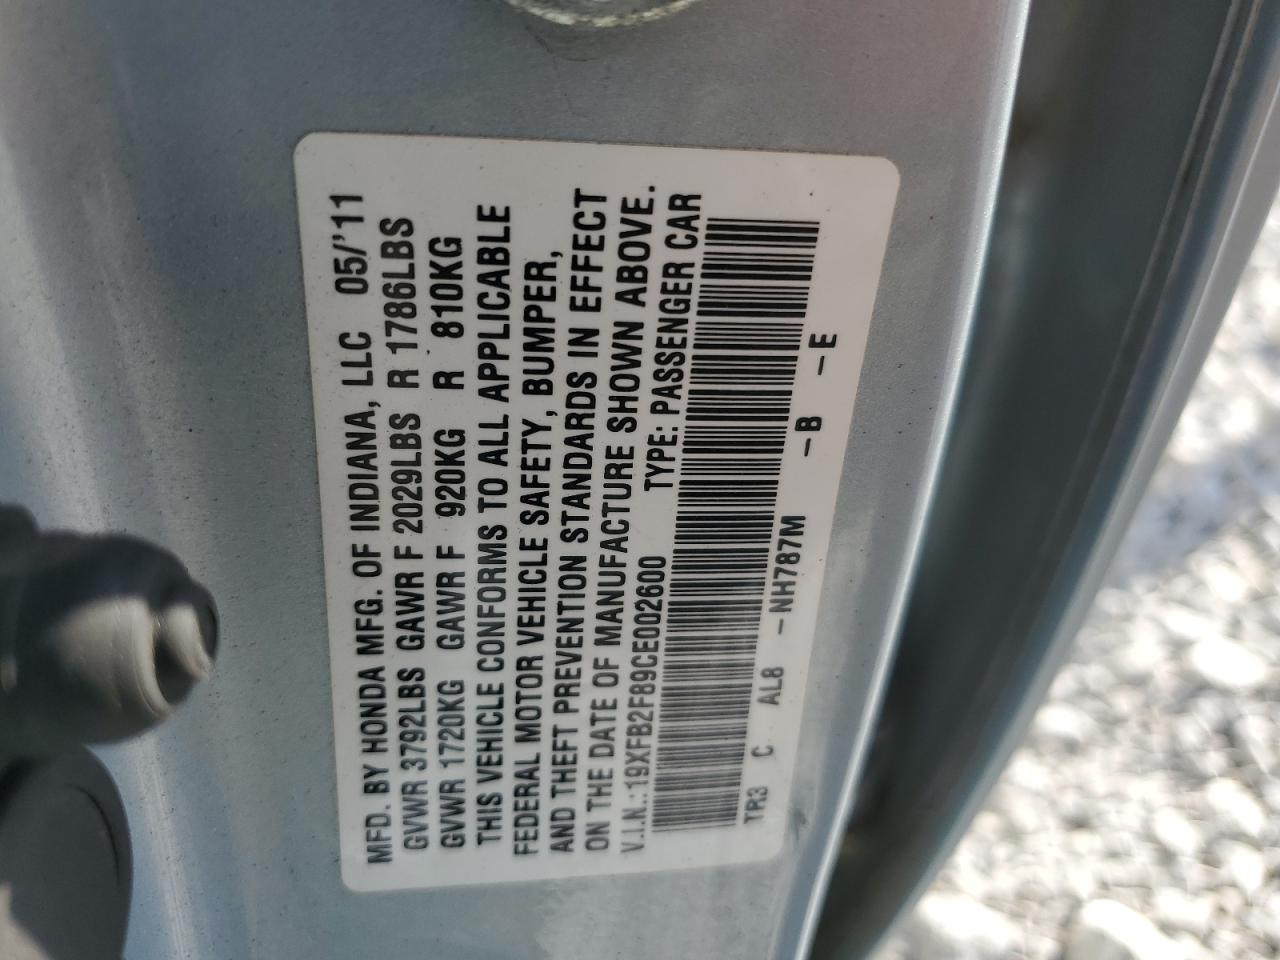 MFD. BY HONDA MFG. OF INDIANA, LLC 05/'11
GVWR 3792LBS GAWR F 2029LBS R 1786LBS
GVWR 1720KG GAWR F 920KG R 810KG
THIS VEHICLE CONFORMS TO ALL APPLICABLE
FEDERAL MOTOR VEHICLE SAFETY, BUMPER,
AND THEFT PREVENTION STANDARDS IN EFFECT
ON THE DATE OF MANUFACTURE SHOWN ABOVE.
V.I.N.:19XFB2F89CE002600 TYPE: PASSENGER CAR
TR3 C AL8 -NH787M -B -E